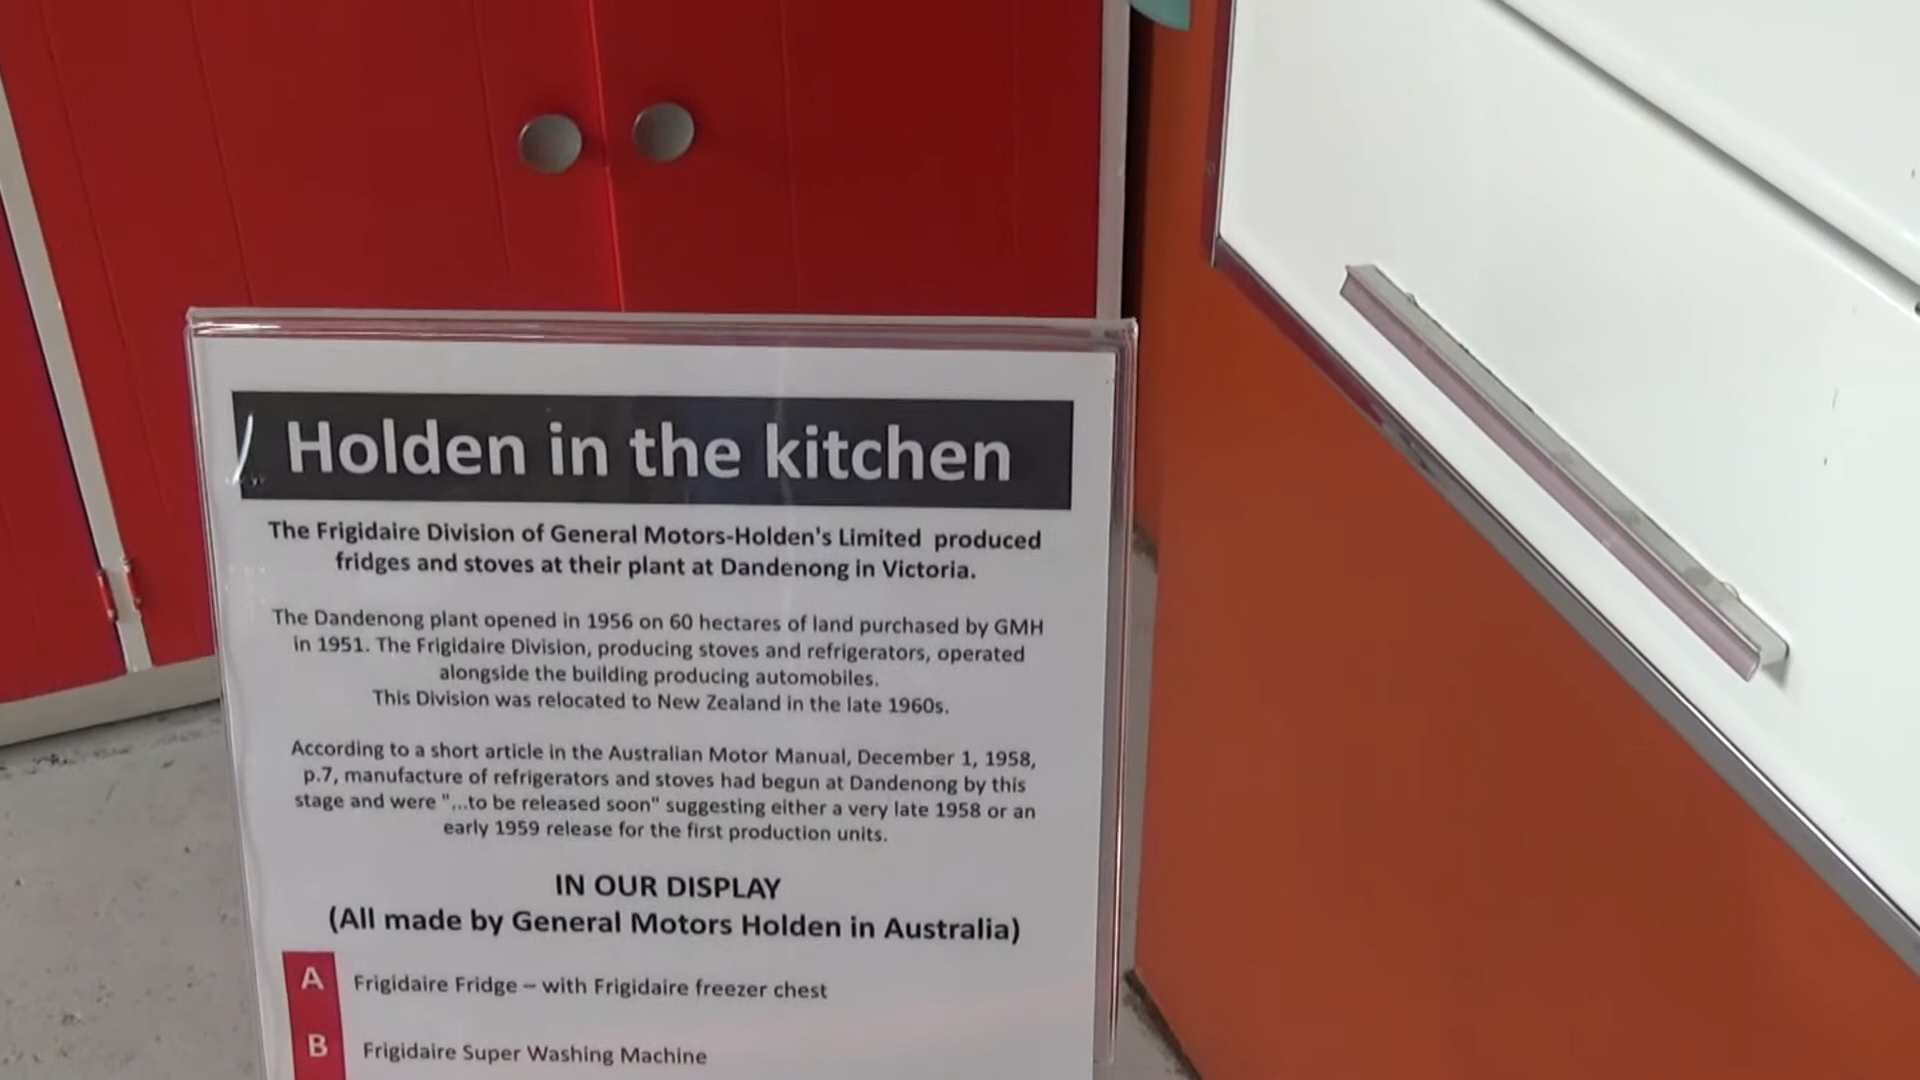 Holden in the kitchen
The Frigidaire Division of General Motors-Holden's Limited produced
fridges and stoves at their plant at Dandenong in Victoria.
The Dandenong plant opened in 1956 on 60 hectares of land purchased by GMH
in 1951. The Frigidaire Division, producing stoves and refrigerators, operated
alongside the building producing automobiles.
This Division was relocated to New Zealand in the late 1960s.
According to a short article in the Australian Motor Manual, December 1, 1958,
p.7, manufacture of refrigerators and stoves had begun at Dandenong by this
stage and were "...to be released soon" suggesting either a very late 1958 or an
early 1959 release for the first production units.
IN OUR DISPLAY
(All made by General Motors Holden in Australia)
A Frigidaire Fridge – with Frigidaire freezer chest
B Frigidaire Super Washing Machine